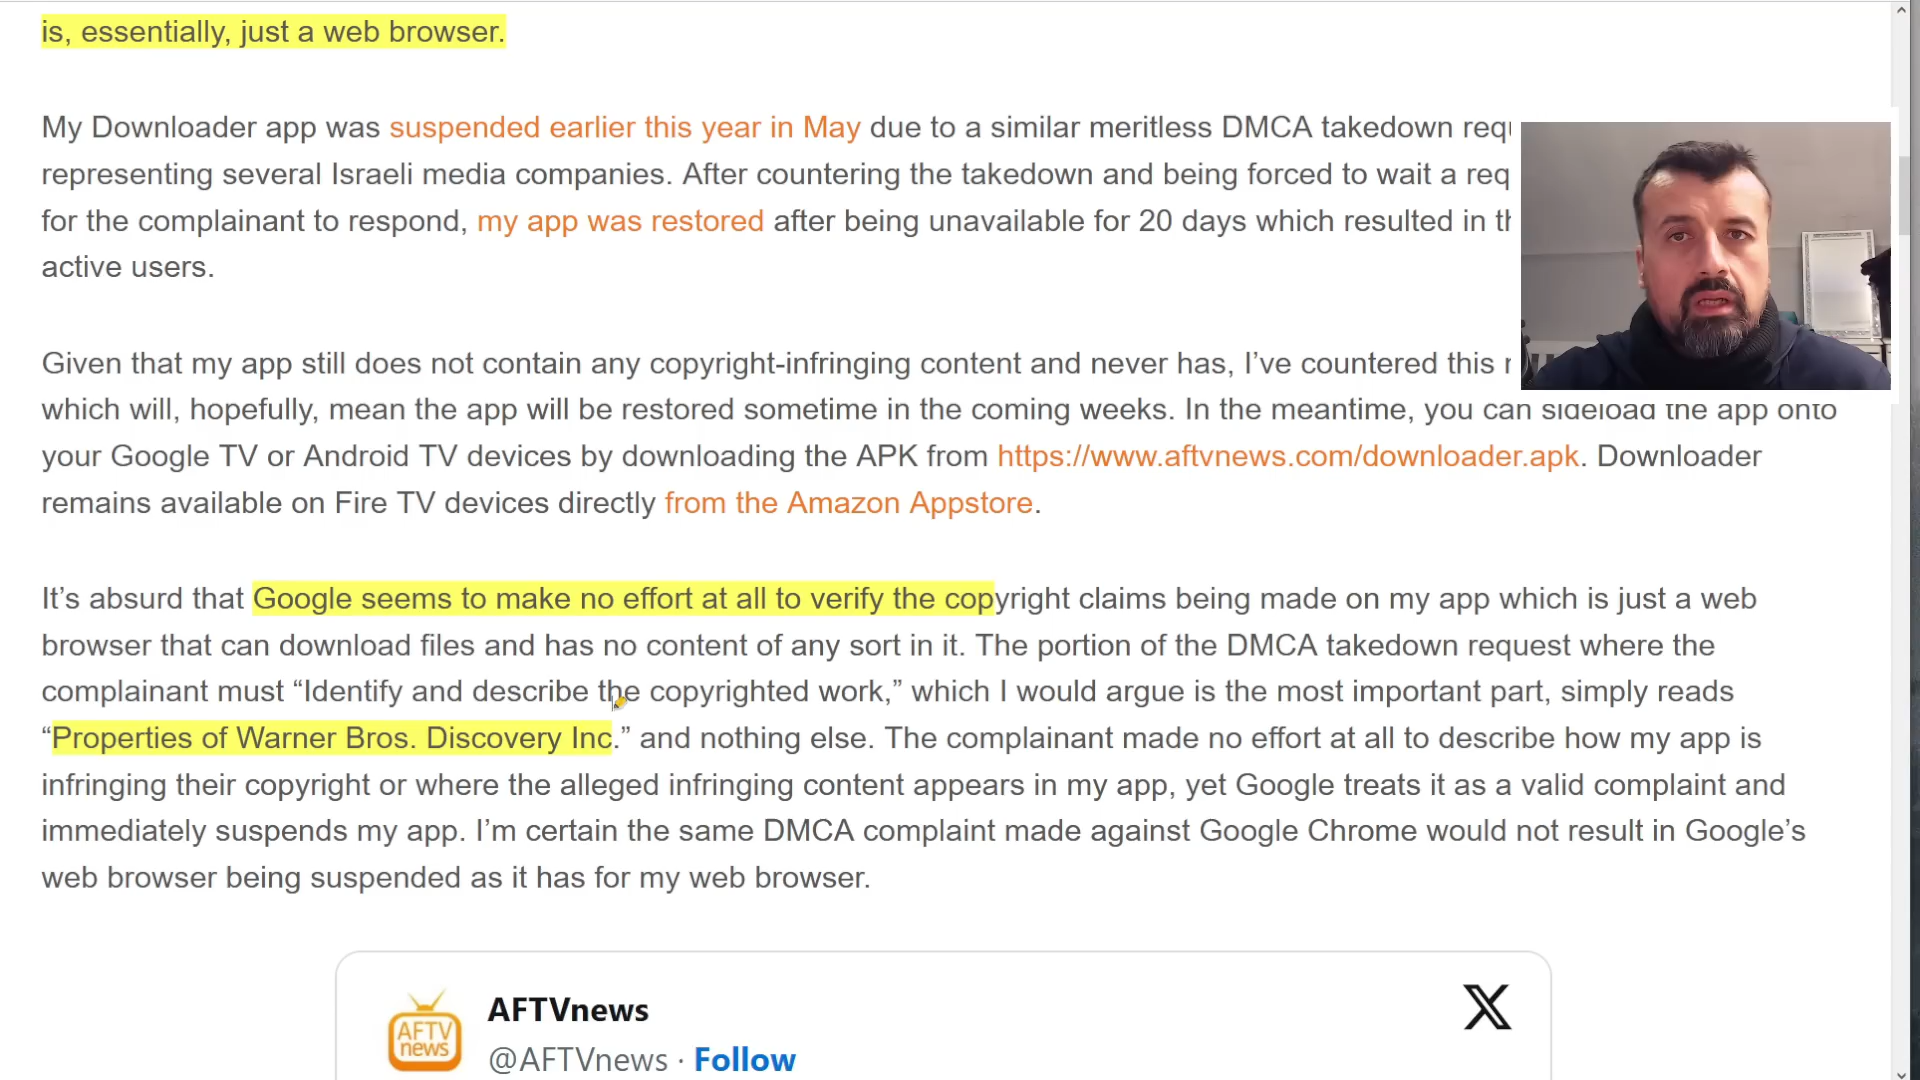 is, essentially, just a web browser.
My Downloader app was suspended earlier this year in May due to a similar meritless DMCA takedown
representing several Israeli media companies. After countering the takedown and being forced to wait a
for the complainant to respond, my app was restored after being unavailable for 20 days which resulted in
active users.
Given that my app still does not contain any copyright-infringing content and never has, I’ve countered this
which will, hopefully, mean the app will be restored sometime in the coming weeks. In the meantime, you can sideload the app onto
your Google TV or Android TV devices by downloading the APK from https://www.aftvnews.com/downloader.apk. Downloader
remains available on Fire TV devices directly from the Amazon Appstore.
It’s absurd that Google seems to make no effort at all to verify the copyright claims being made on my app which is just a web
browser that can download files and has no content of any sort in it. The portion of the DMCA takedown request where the
complainant must “Identify and describe the copyrighted work,” which I would argue is the most important part, simply reads
“Properties of Warner Bros. Discovery Inc.” and nothing else. The complainant made no effort at all to describe how my app is
infringing their copyright or where the alleged infringing content appears in my app, yet Google treats it as a valid complaint and
immediately suspends my app. I’m certain the same DMCA complaint made against Google Chrome would not result in Google’s
web browser being suspended as it has for my web browser.
AFTV
news
AFTVnews
@AFTVnews · Follow